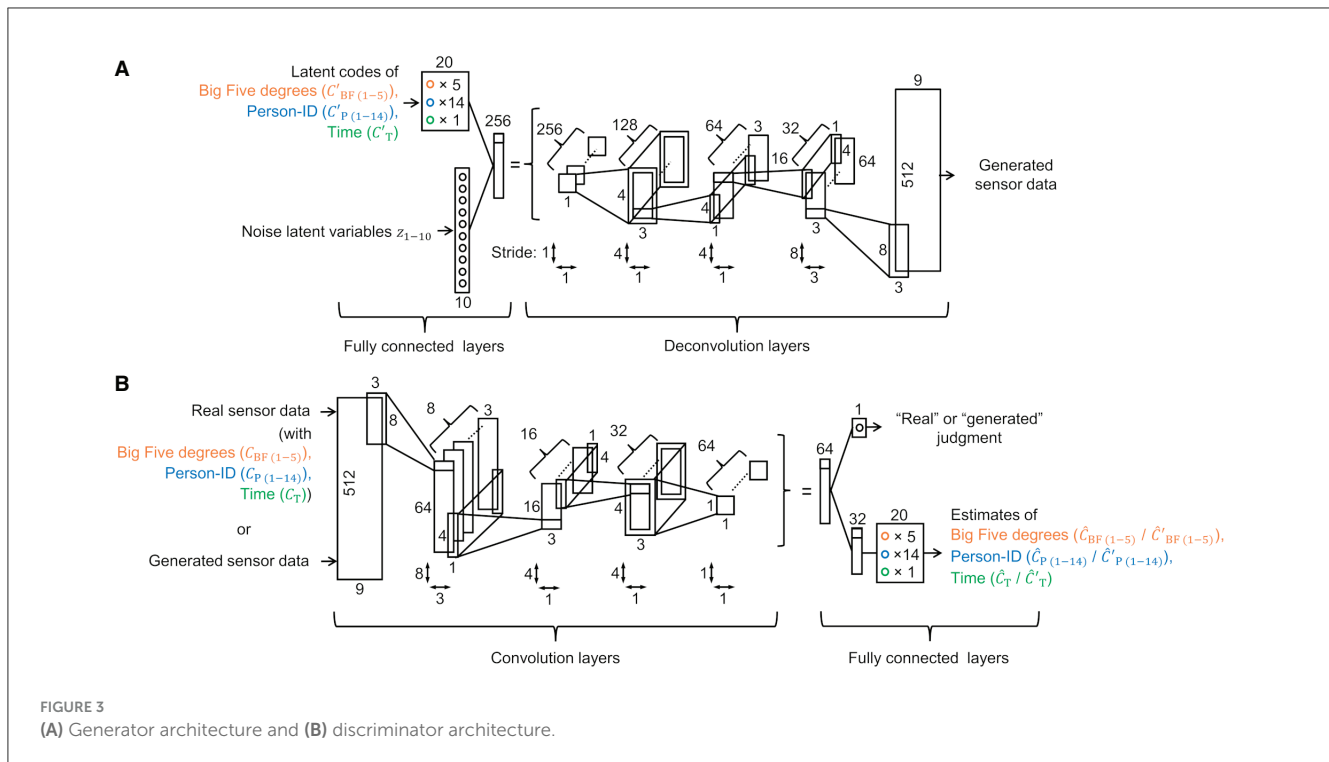 A
Latent codes of
Big Five degrees (C'BF (1−5)),
Person-ID (C'P (1−14)),
Time (C'T)
20
× 5
× 14
× 1
256
Noise latent variables z1−10
10
=
256
1
128
4
3
64
3
4
1
32
1
16
4
64
3
9
512
8
3
Generated
sensor data
Stride: 1
1
4
1
4
1
8
3
Fully connected layers
Deconvolution layers
B
Real sensor data
(with
Big Five degrees (CBF (1−5)),
Person-ID (CP (1−14)),
Time (CT))
or
Generated sensor data
3
8
512
9
8
3
64
4
1
16
1
4
16
3
32
4
3
64
1
1
8
3
4
1
4
1
1
1
=
64
1
"Real" or "generated"
judgment
32
20
× 5
×14
× 1
Estimates of
Big Five degrees (ĈBF (1−5) / Ĉ'BF (1−5)),
Person-ID (ĈP (1−14) / Ĉ'P (1−14)),
Time (ĈT / Ĉ'T)
Convolution layers
Fully connected layers
FIGURE 3
(A) Generator architecture and (B) discriminator architecture.